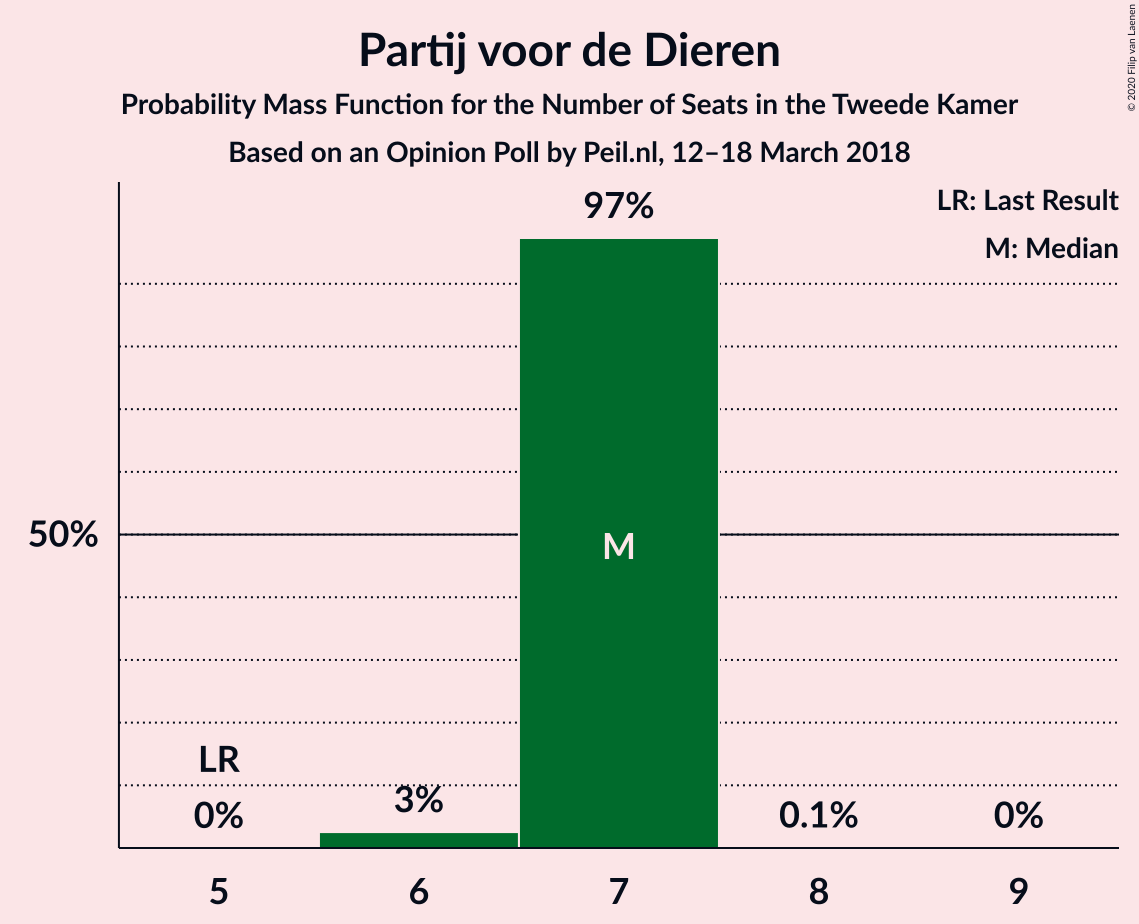 Partij voor de Dieren
Probability Mass Function for the Number of Seats in the Tweede Kamer
Based on an Opinion Poll by Peil.nl, 12–18 March 2018
© 2020 Filip van Laenen
LR: Last Result
M: Median
97%
50%
M
LR
0%
3%
0.1%
0%
5
6
7
8
9